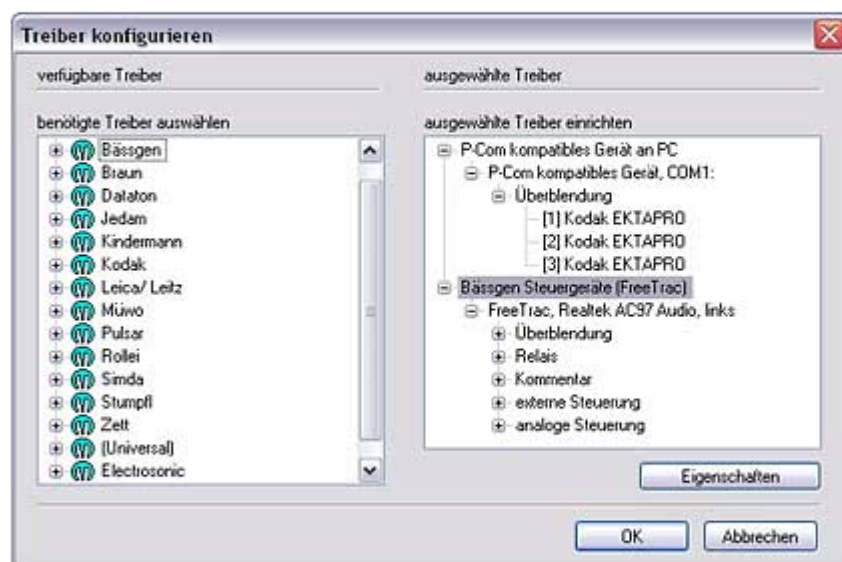 Treiber konfigurieren
verfügbare Treiber
benötigte Treiber auswählen
Bässgen
Braun
Dataton
Jedam
Kindermann
Kodak
Leica/ Leitz
Müwo
Pulsar
Rollei
Simda
Stumpfl
Zett
(Universal)
Electrosonic
ausgewählte Treiber
ausgewählte Treiber einrichten
P-Com kompatibles Gerät an PC
P-Com kompatibles Gerät, COM1:
Überblendung
[1] Kodak EKTAPRO
[2] Kodak EKTAPRO
[3] Kodak EKTAPRO
Bässgen Steuergeräte (FreeTrac)
FreeTrac, Realtek AC97 Audio, links
Überblendung
Relais
Kommentar
externe Steuerung
analoge Steuerung
Eigenschaften
OK
Abbrechen